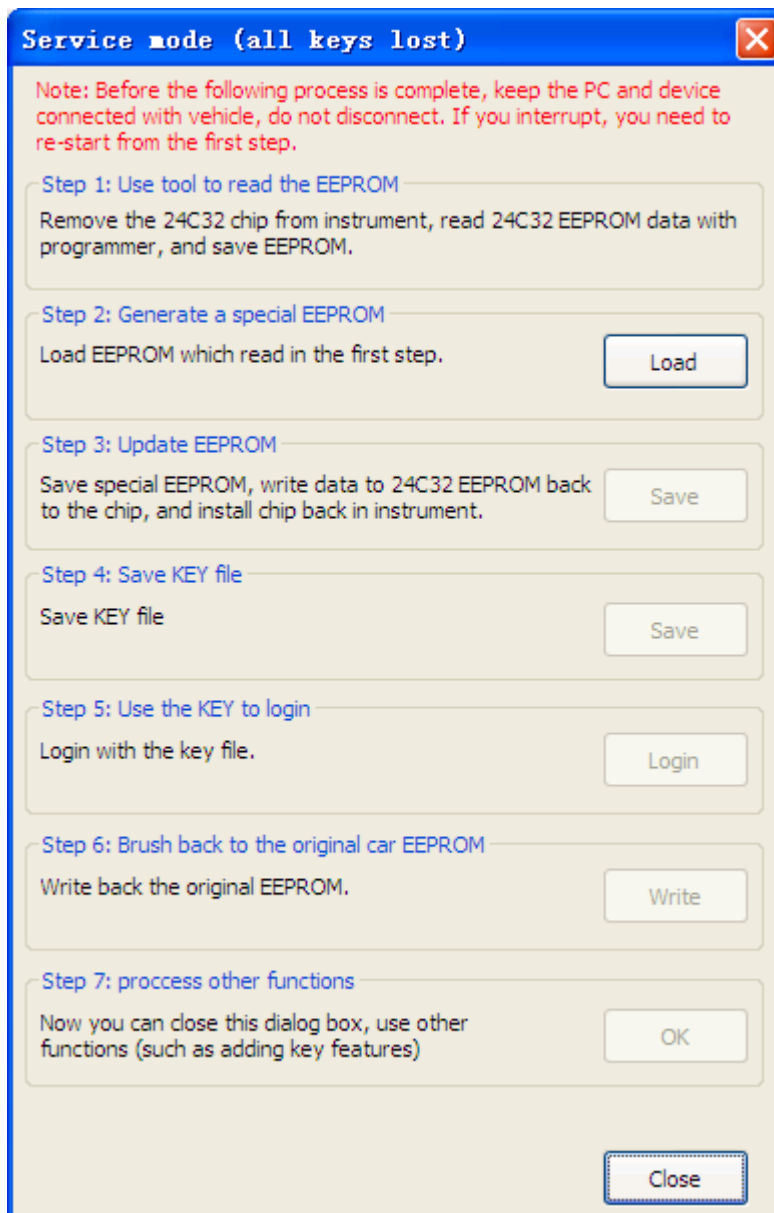 Service mode (all keys lost)
Note: Before the following process is complete, keep the PC and device
connected with vehicle, do not disconnect. If you interrupt, you need to
re-start from the first step.
Step 1: Use tool to read the EEPROM
Remove the 24C32 chip from instrument, read 24C32 EEPROM data with
programmer, and save EEPROM.
Step 2: Generate a special EEPROM
Load EEPROM which read in the first step.
Load
Step 3: Update EEPROM
Save special EEPROM, write data to 24C32 EEPROM back
to the chip, and install chip back in instrument.
Save
Step 4: Save KEY file
Save KEY file
Save
Step 5: Use the KEY to login
Login with the key file.
Login
Step 6: Brush back to the original car EEPROM
Write back the original EEPROM.
Write
Step 7: proccess other functions
Now you can close this dialog box, use other
functions (such as adding key features)
OK
Close